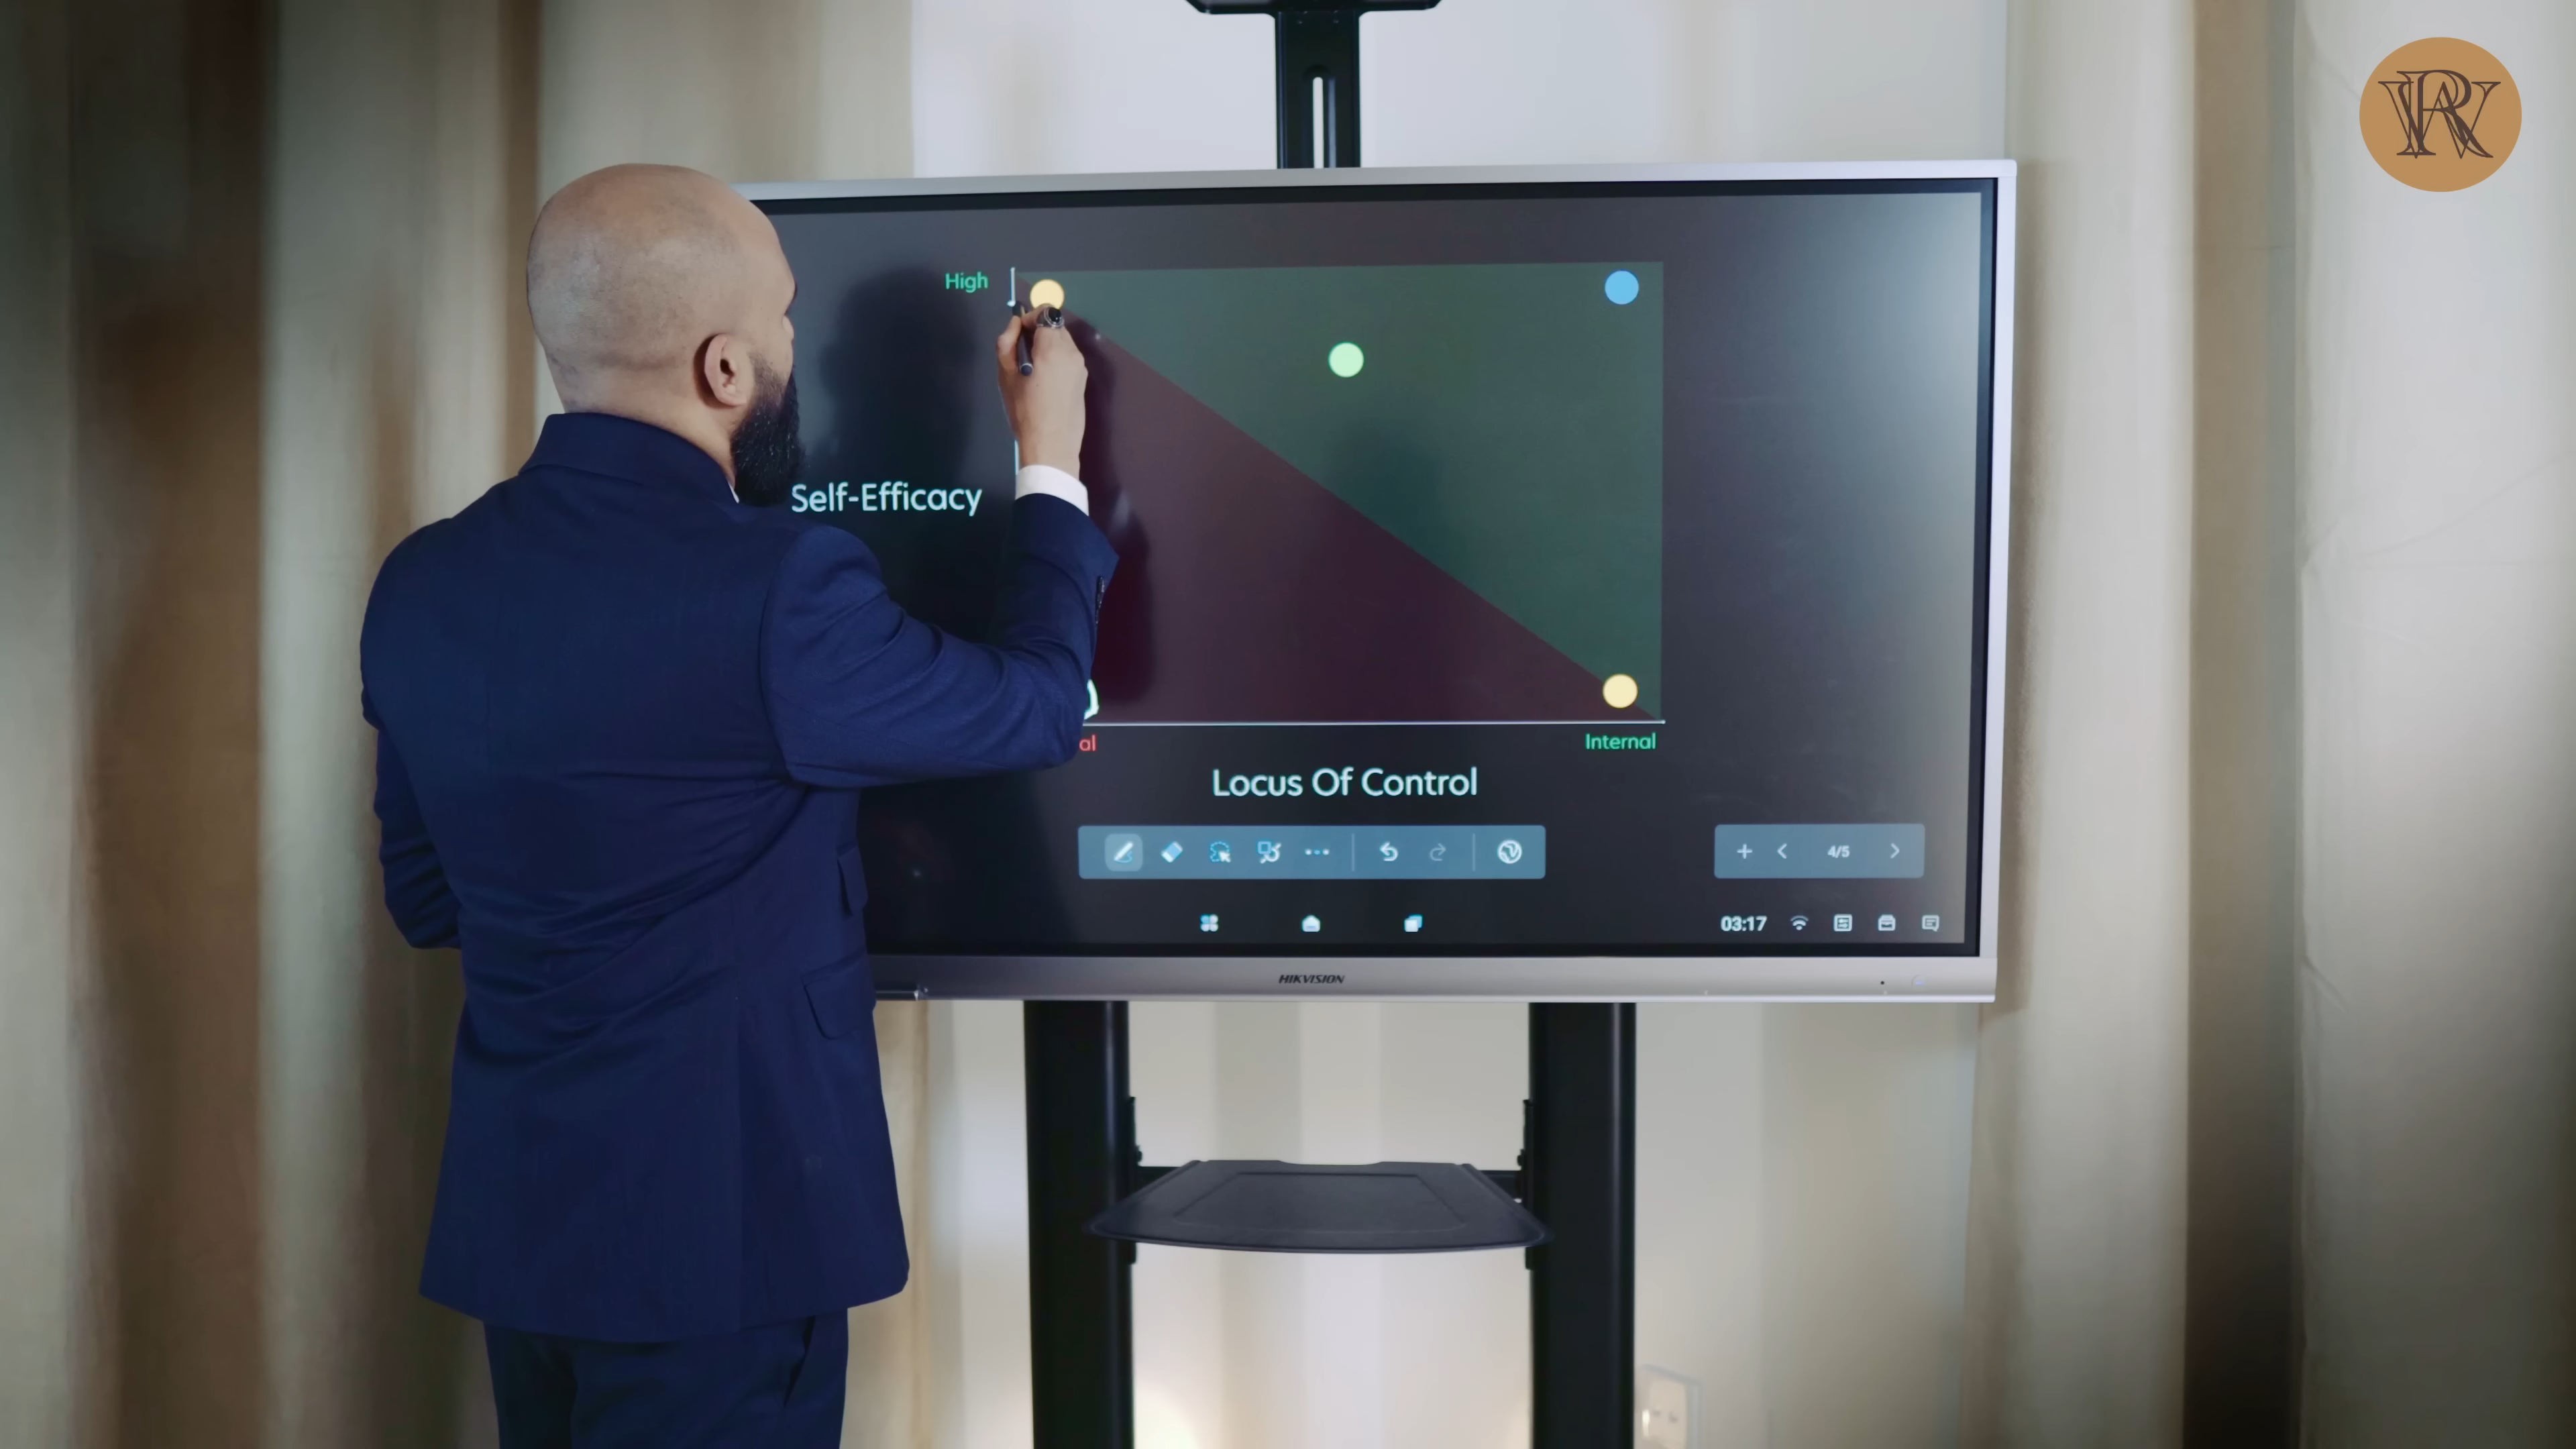 High
Self-Efficacy
al
Internal
Locus Of Control
4/5
03:17
HIKVISION